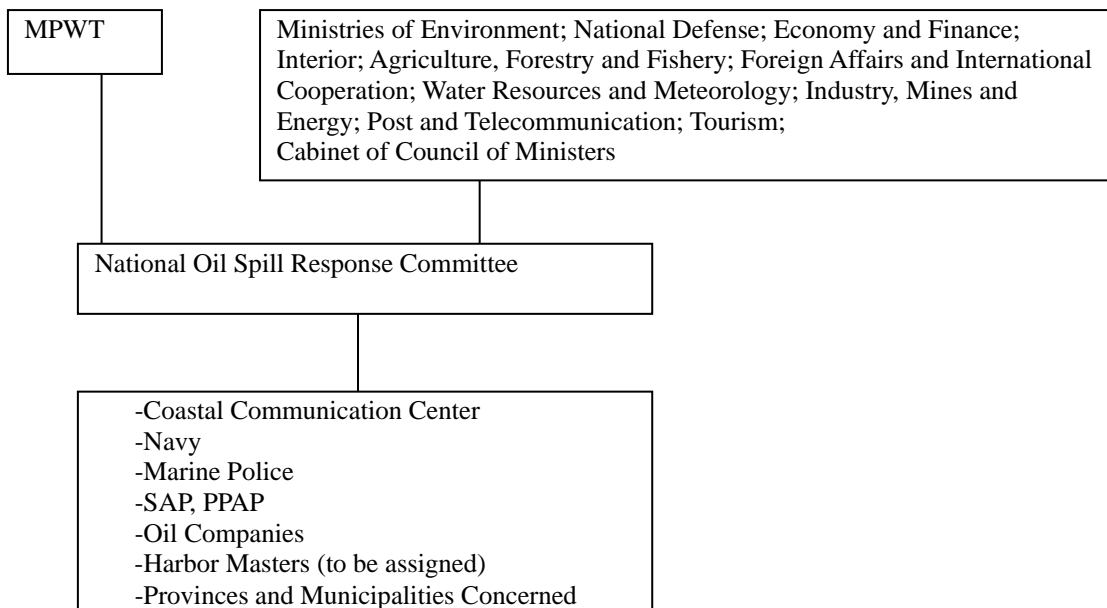 MPWT
Ministries of Environment; National Defense; Economy and Finance;
Interior; Agriculture, Forestry and Fishery; Foreign Affairs and International
Cooperation; Water Resources and Meteorology; Industry, Mines and
Energy; Post and Telecommunication; Tourism;
Cabinet of Council of Ministers
National Oil Spill Response Committee
-Coastal Communication Center
-Navy
-Marine Police
-SAP, PPAP
-Oil Companies
-Harbor Masters (to be assigned)
-Provinces and Municipalities Concerned